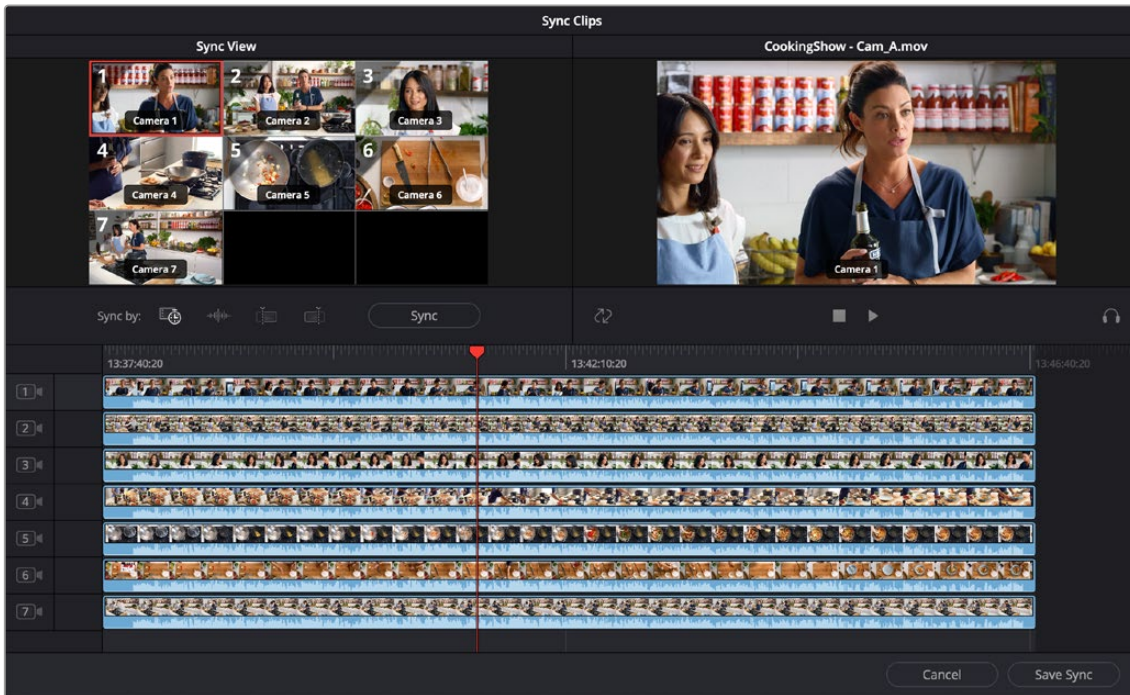 Sync Clips
Sync View
CookingShow - Cam_A.mov
1
2
3
Camera 1
Camera 2
Camera 3
4
5
6
Camera 4
Camera 5
Camera 6
7
Camera 7
Camera 1
Sync by:
Sync
13:37:40:20
13:42:10:20
13:46:40:20
1
2
3
4
5
6
7
Cancel
Save Sync